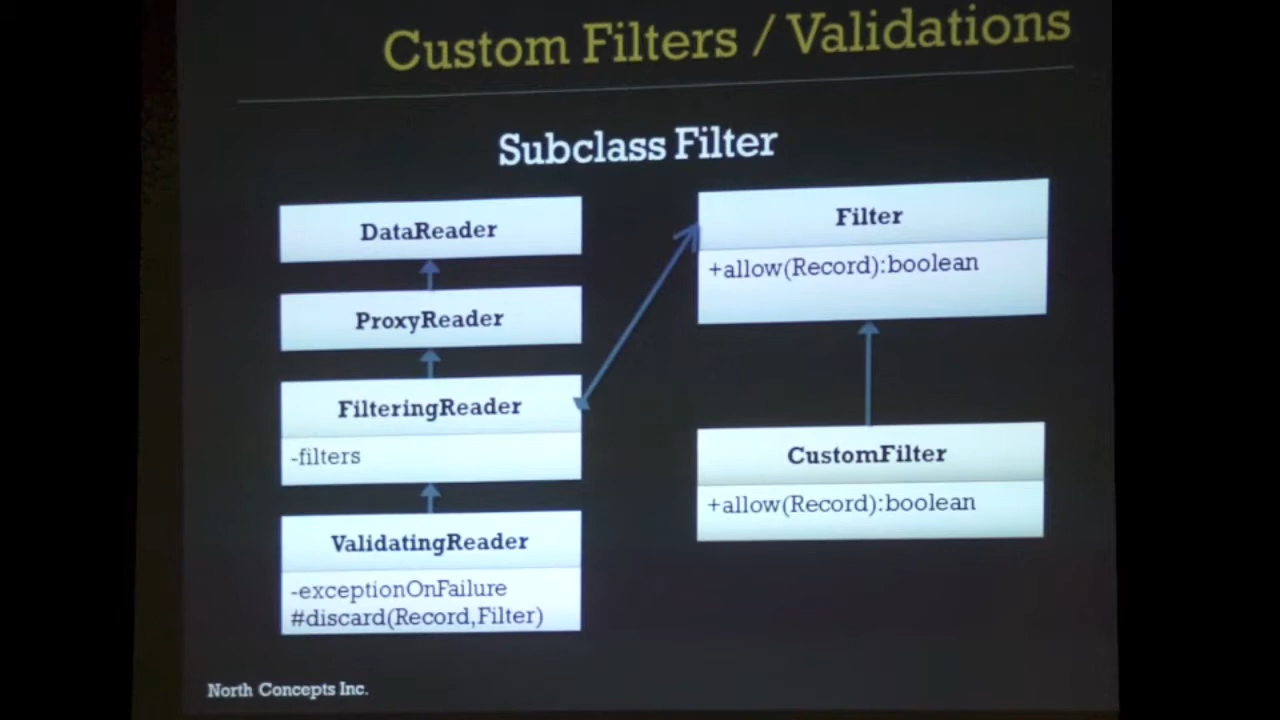 Custom Filters / Validations
Subclass Filter
DataReader
ProxyReader
FilteringReader
-filters
ValidatingReader
-exceptionOnFailure
#discard(Record,Filter)
Filter
+allow(Record):boolean
CustomFilter
+allow(Record):boolean
North Concepts Inc.